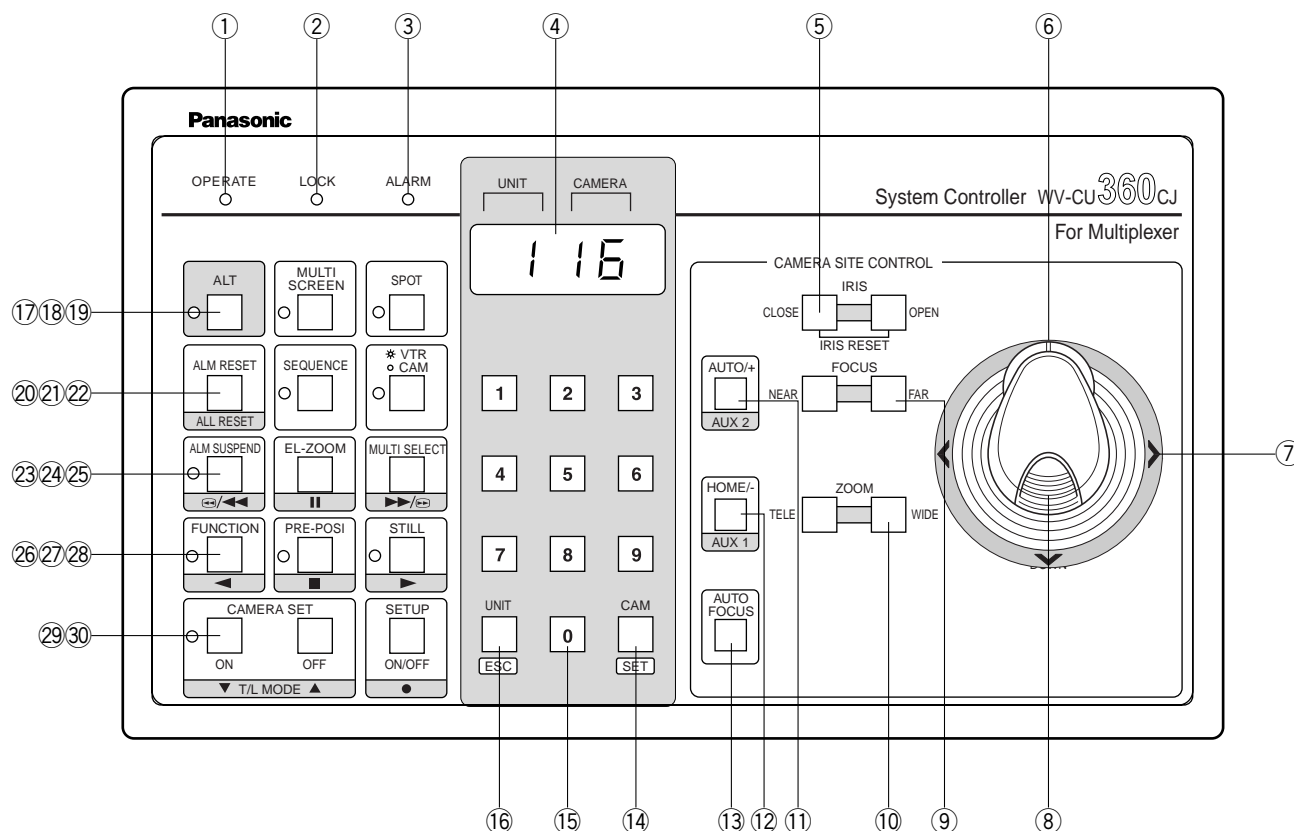 ① ② ③ ④ ⑤ ⑥
Panasonic
OPERATE LOCK ALARM
UNIT CAMERA
116
System Controller WV-CU360CJ
For Multiplexer
ALT
MULTI
SCREEN
SPOT
⑰⑱⑲
ALM RESET
ALL RESET
SEQUENCE
VTR
CAM
⑳㉑㉒
ALM SUSPEND
EL-ZOOM
MULTI SELECT
㉓㉔㉕
FUNCTION
PRE-POSI
STILL
㉖㉗㉘
CAMERA SET
ON OFF
▼ T/L MODE ▲
SETUP
ON/OFF
㉙㉚
1 2 3
4 5 6
7 8 9
UNIT
ESC
0
CAM
SET
CAMERA SITE CONTROL
IRIS
CLOSE OPEN
IRIS RESET
AUTO/+
AUX 2
FOCUS
NEAR FAR
HOME/-
AUX 1
ZOOM
TELE WIDE
AUTO
FOCUS
⑦
⑯ ⑮ ⑭ ⑬ ⑫ ⑪ ⑩ ⑨ ⑧